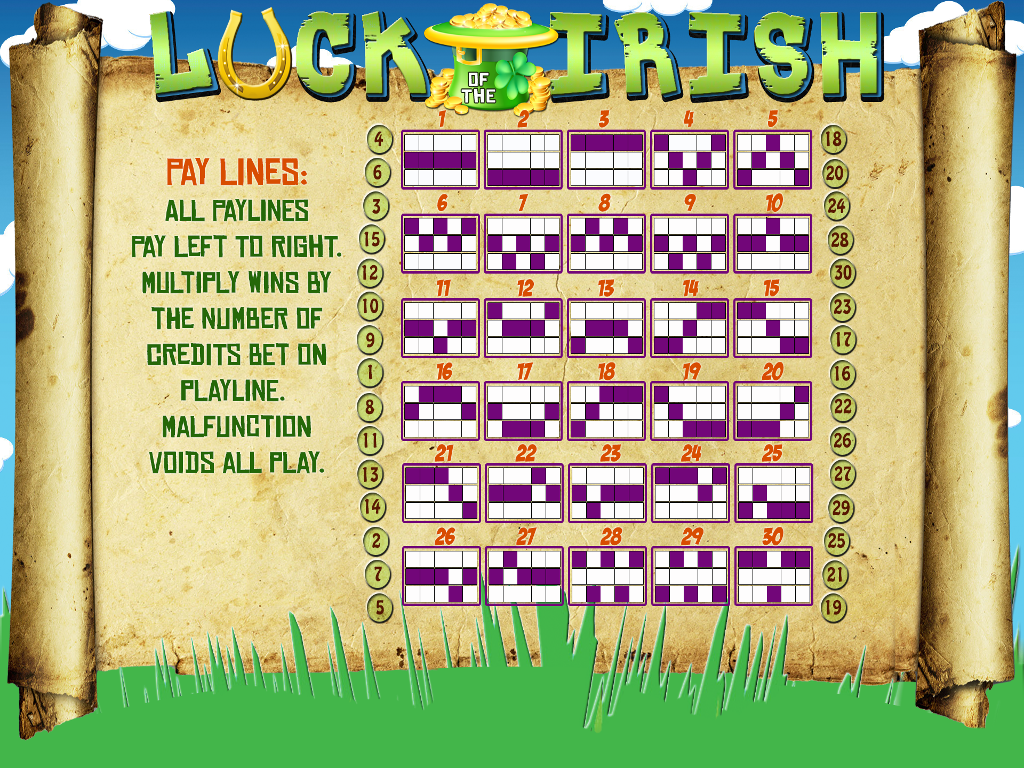 LUCK OF THE IRISH
PAY LINES:
ALL PAYLINES
PAY LEFT TO RIGHT.
MULTIPLY WINS BY
THE NUMBER OF
CREDITS BET ON
PLAYLINE.
MALFUNCTION
VOIDS ALL PLAY.
1 2 3 4 5
4 18
6 20
6 7 8 9 10
3 24
15 28
12 30
11 12 13 14 15
10 23
9 17
16 17 18 19 20
1 16
8 22
11 26
21 22 23 24 25
13 27
14 29
26 27 28 29 30
2 25
7 21
5 19